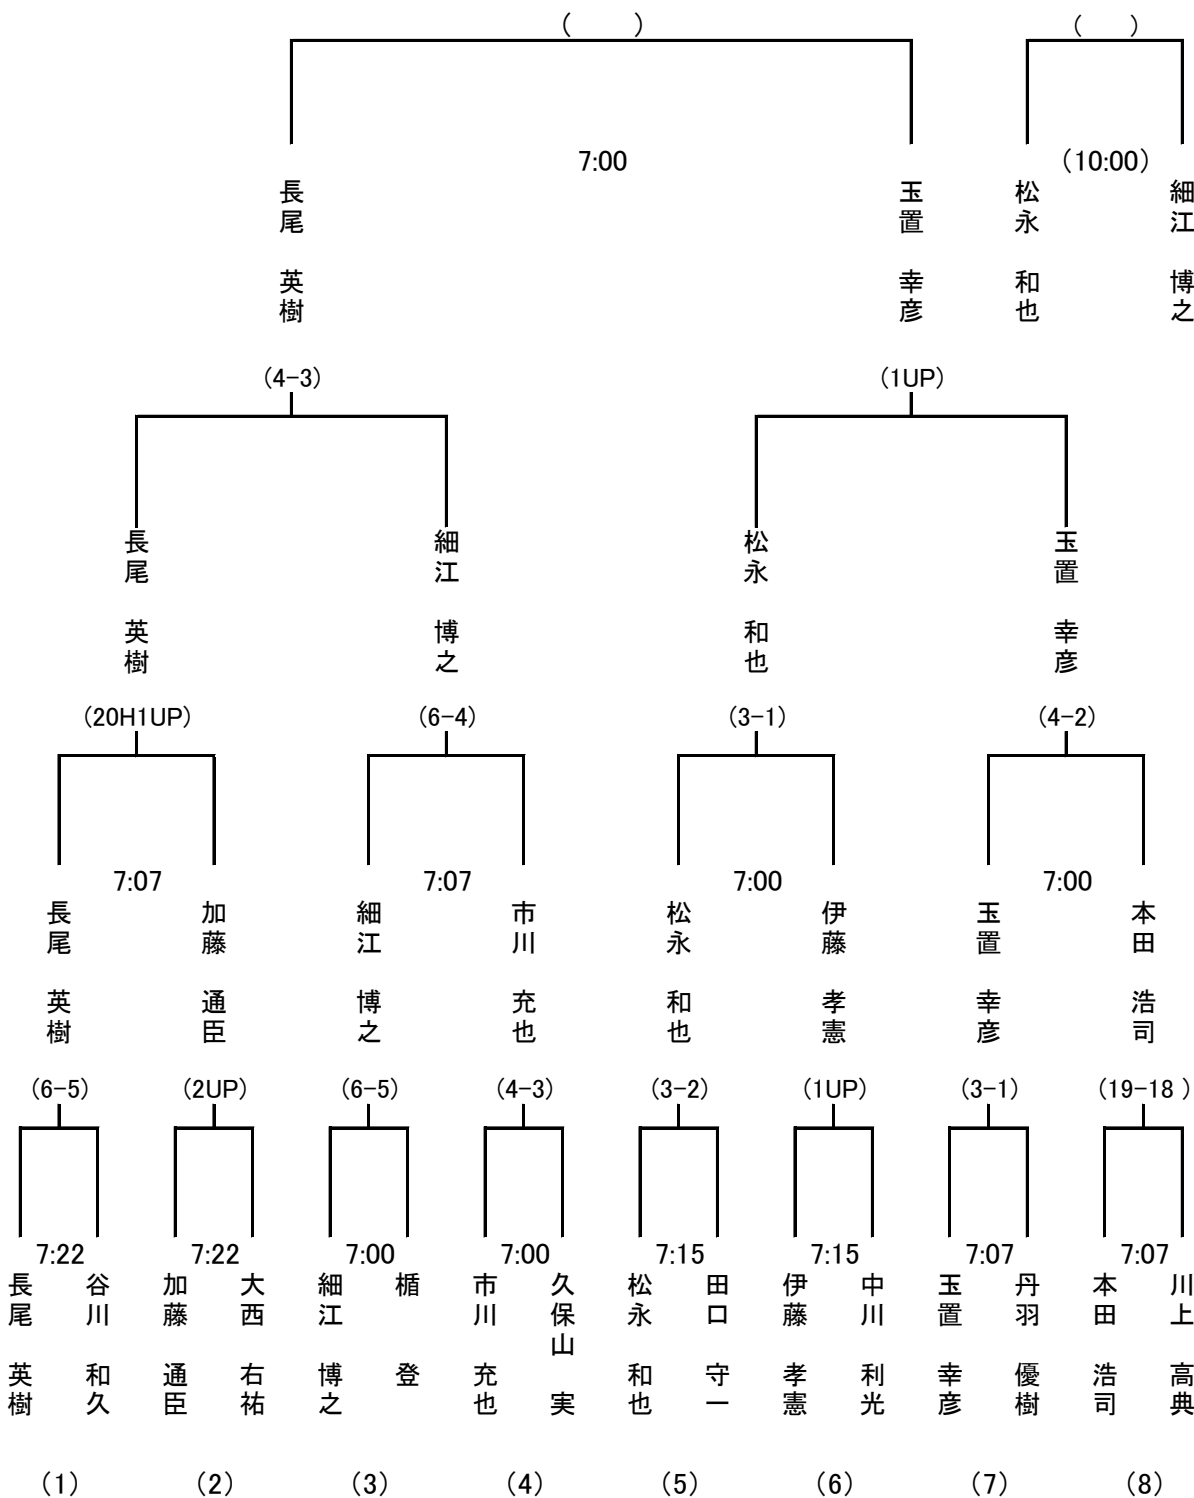 ( )
( )
7:00
(10:00)
長尾 英樹
玉置 幸彦
松永 和也
細江 博之
(4-3)
(1UP)
長尾 英樹
細江 博之
松永 和也
玉置 幸彦
(20H1UP)
(6-4)
(3-1)
(4-2)
7:07
7:07
7:00
7:00
長尾 英樹
加藤 通臣
細江 博之
市川 充也
松永 和也
伊藤 孝憲
玉置 幸彦
本田 浩司
(6-5)
(2UP)
(6-5)
(4-3)
(3-2)
(1UP)
(3-1)
(19-18 )
7:22
7:22
7:00
7:00
7:15
7:15
7:07
7:07
長尾 英樹
谷川 和久
加藤 通臣
大西 右祐
細江 博之
楯 登
市川 充也
久保山 実
松永 和也
田口 守一
伊藤 孝憲
中川 利光
玉置 幸彦
丹羽 優樹
本田 浩司
川上 高典
(1)
(2)
(3)
(4)
(5)
(6)
(7)
(8)